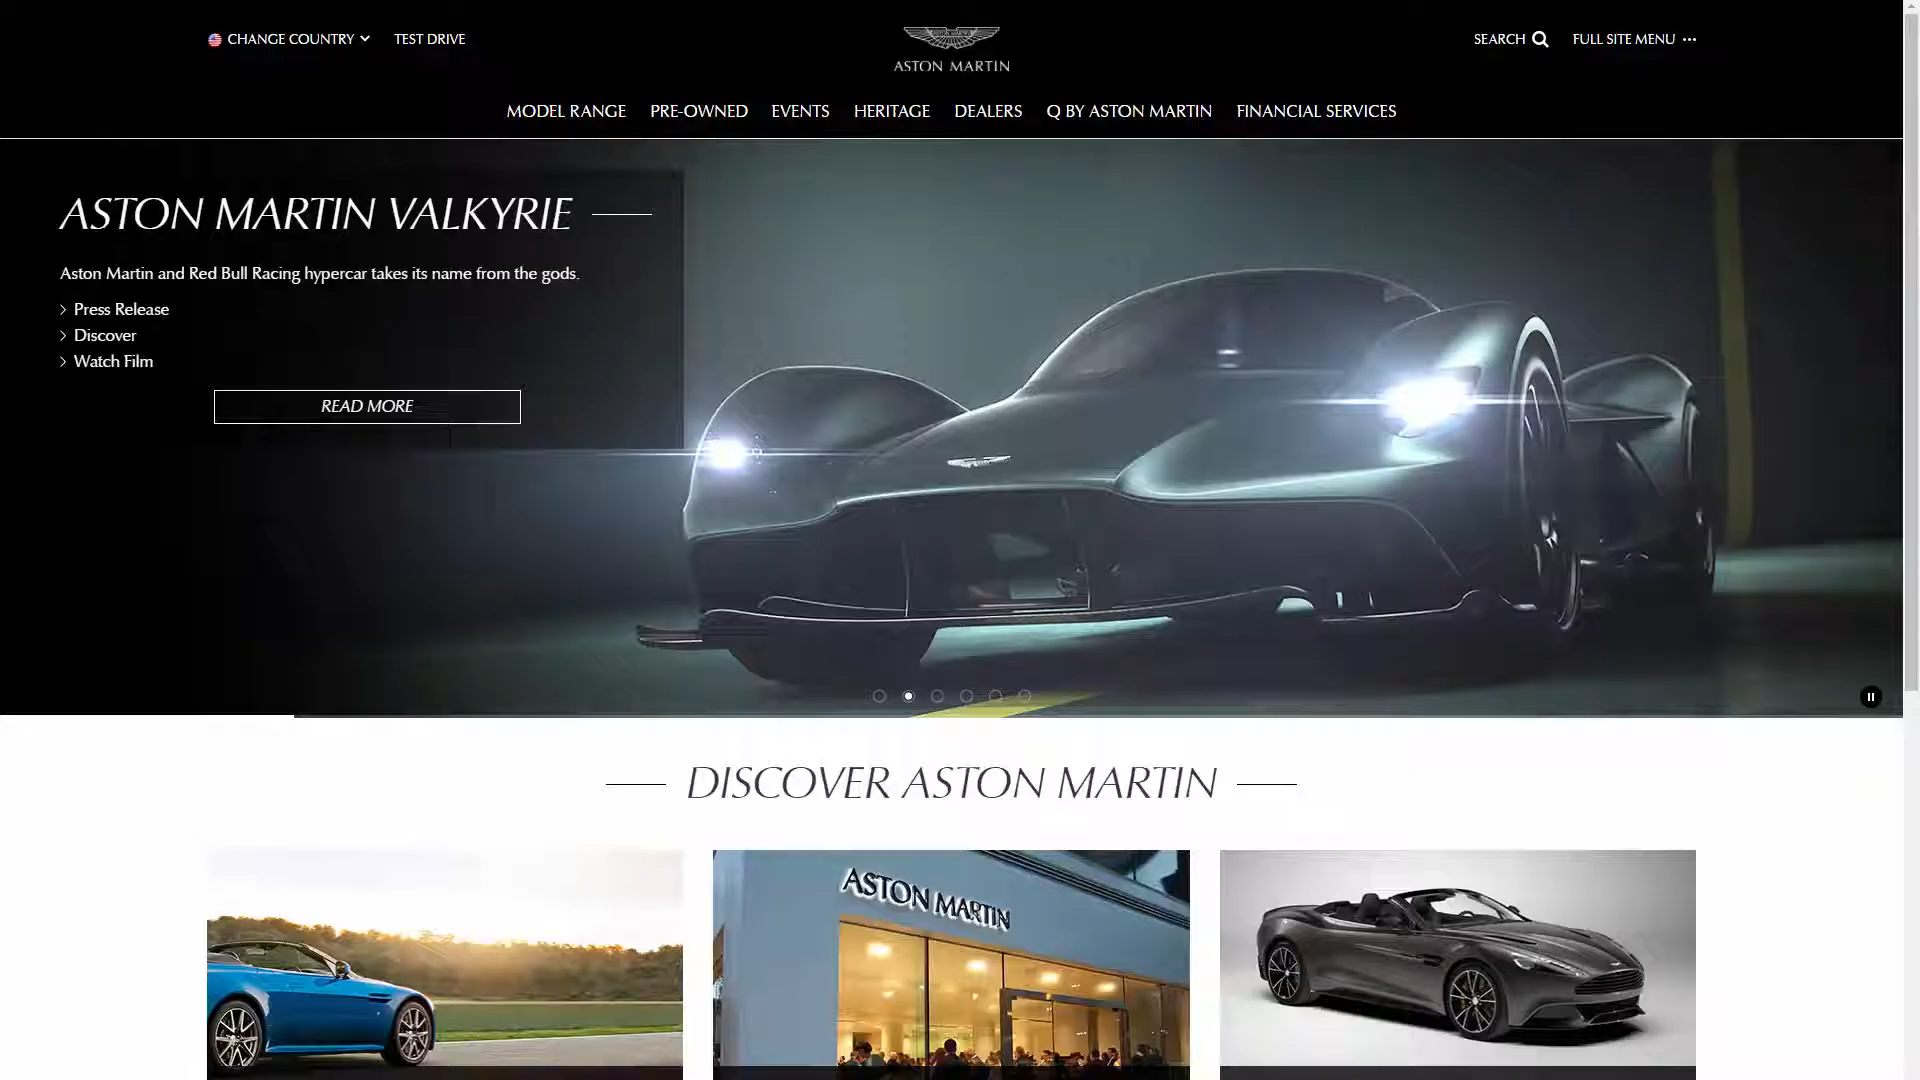 CHANGE COUNTRY
TEST DRIVE
ASTON MARTIN
SEARCH
FULL SITE MENU
MODEL RANGE
PRE-OWNED
EVENTS
HERITAGE
DEALERS
Q BY ASTON MARTIN
FINANCIAL SERVICES
ASTON MARTIN VALKYRIE
Aston Martin and Red Bull Racing hypercar takes its name from the gods.
Press Release
Discover
Watch Film
READ MORE
DISCOVER ASTON MARTIN
ASTON MARTIN